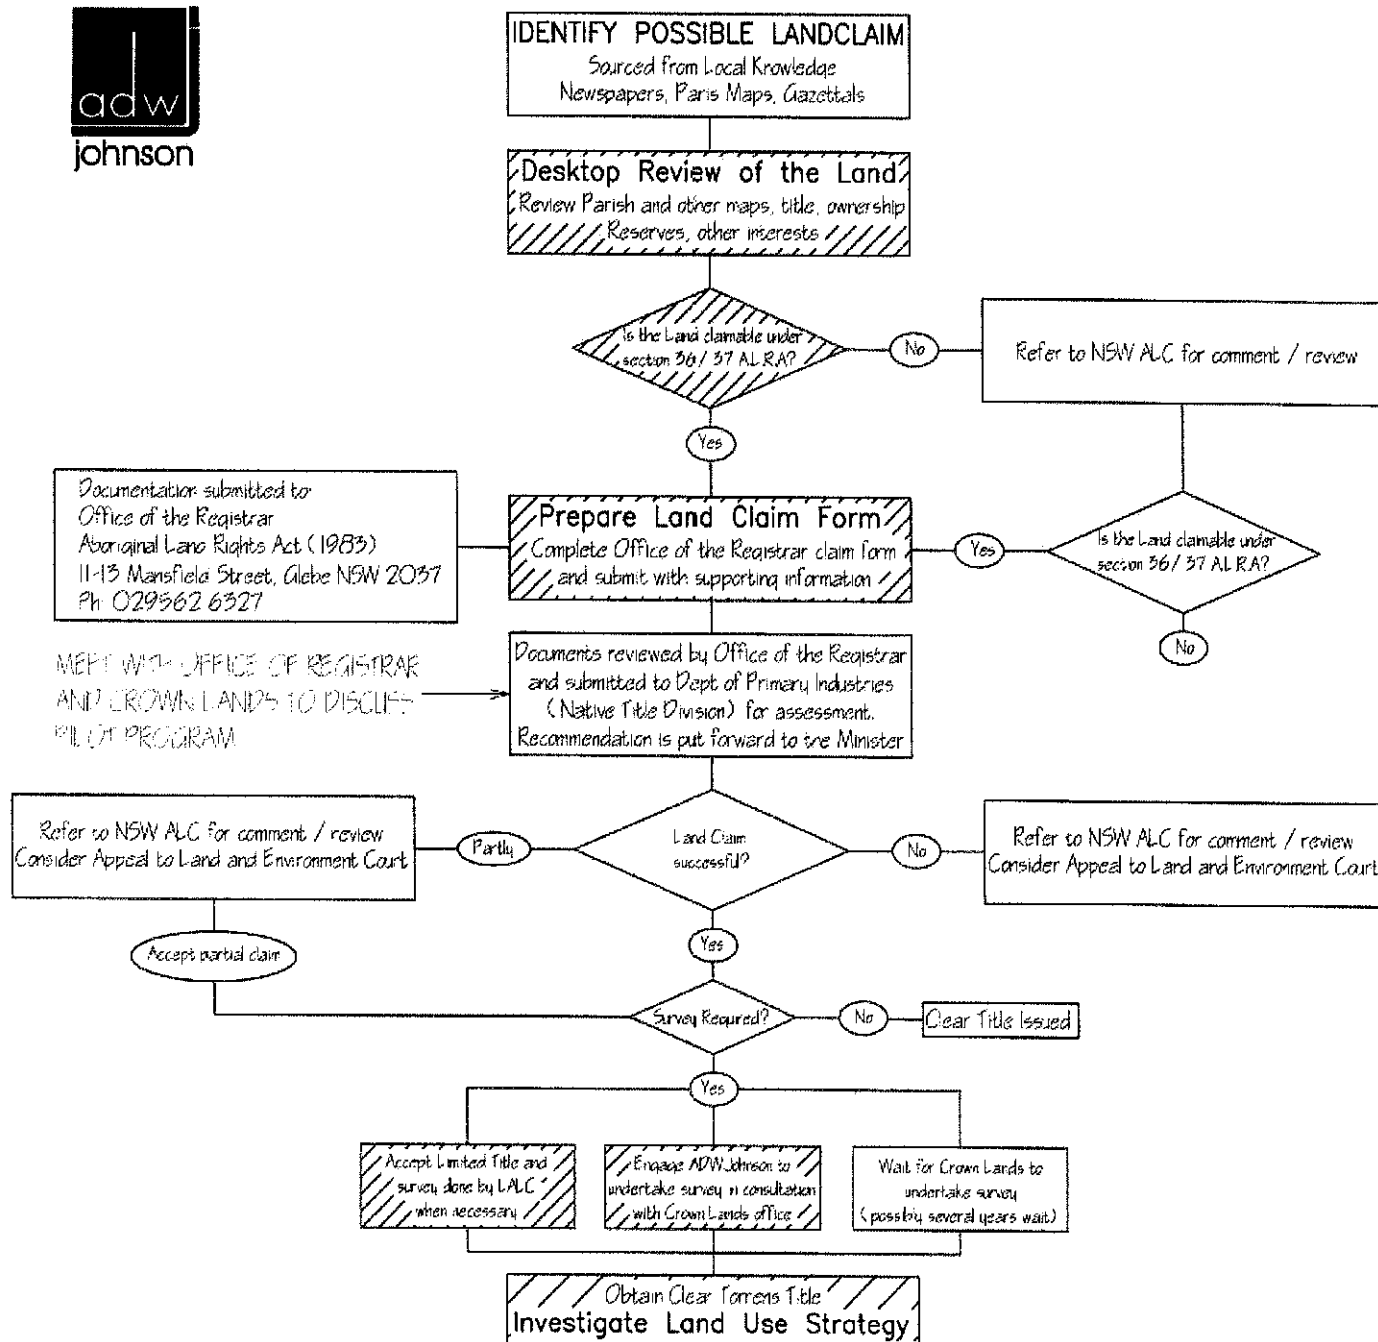 adw
johnson
IDENTIFY POSSIBLE LANDCLAIM
Sourced from Local Knowledge
Newspapers, Paris Maps, Gazettals
Desktop Review of the Land
Review Parish and other maps, title, ownership
Reserves, other interests
Is the Land claimable under
section 36/ 37 A.L.R.A?
No
Refer to NSW ALC for comment / review
Yes
Documentation submitted to
Office of the Registrar
Aboriginal Land Rights Act (1983)
11-13 Mansfield Street, Glebe NSW 2037
Ph: 029562 6327
Prepare Land Claim Form
Complete Office of the Registrar claim form
and submit with supporting information
Yes
Is the Land claimable under
section 36/ 37 A.L.R.A?
No
MEET WITH OFFICE OF REGISTRAR
AND CROWN LANDS TO DISCUSS
PILOT PROGRAM
Documents reviewed by Office of the Registrar
and submitted to Dept of Primary Industries
(Native Title Division) for assessment.
Recommendation is put forward to the Minister
Refer to NSW ALC for comment / review
Consider Appeal to Land and Environment Court
Partly
Land Claim
successful?
No
Refer to NSW ALC for comment / review
Consider Appeal to Land and Environment Court
Accept partial claim
Yes
Survey Required?
No
Clear Title Issued
Yes
Accept Limited Title and
survey done by LALC
when necessary
Engage ADWJohnson to
undertake survey in consultation
with Crown Lands office
Wait for Crown Lands to
undertake survey
(possibly several years wait)
Obtain Clear Torrens Title
Investigate Land Use Strategy